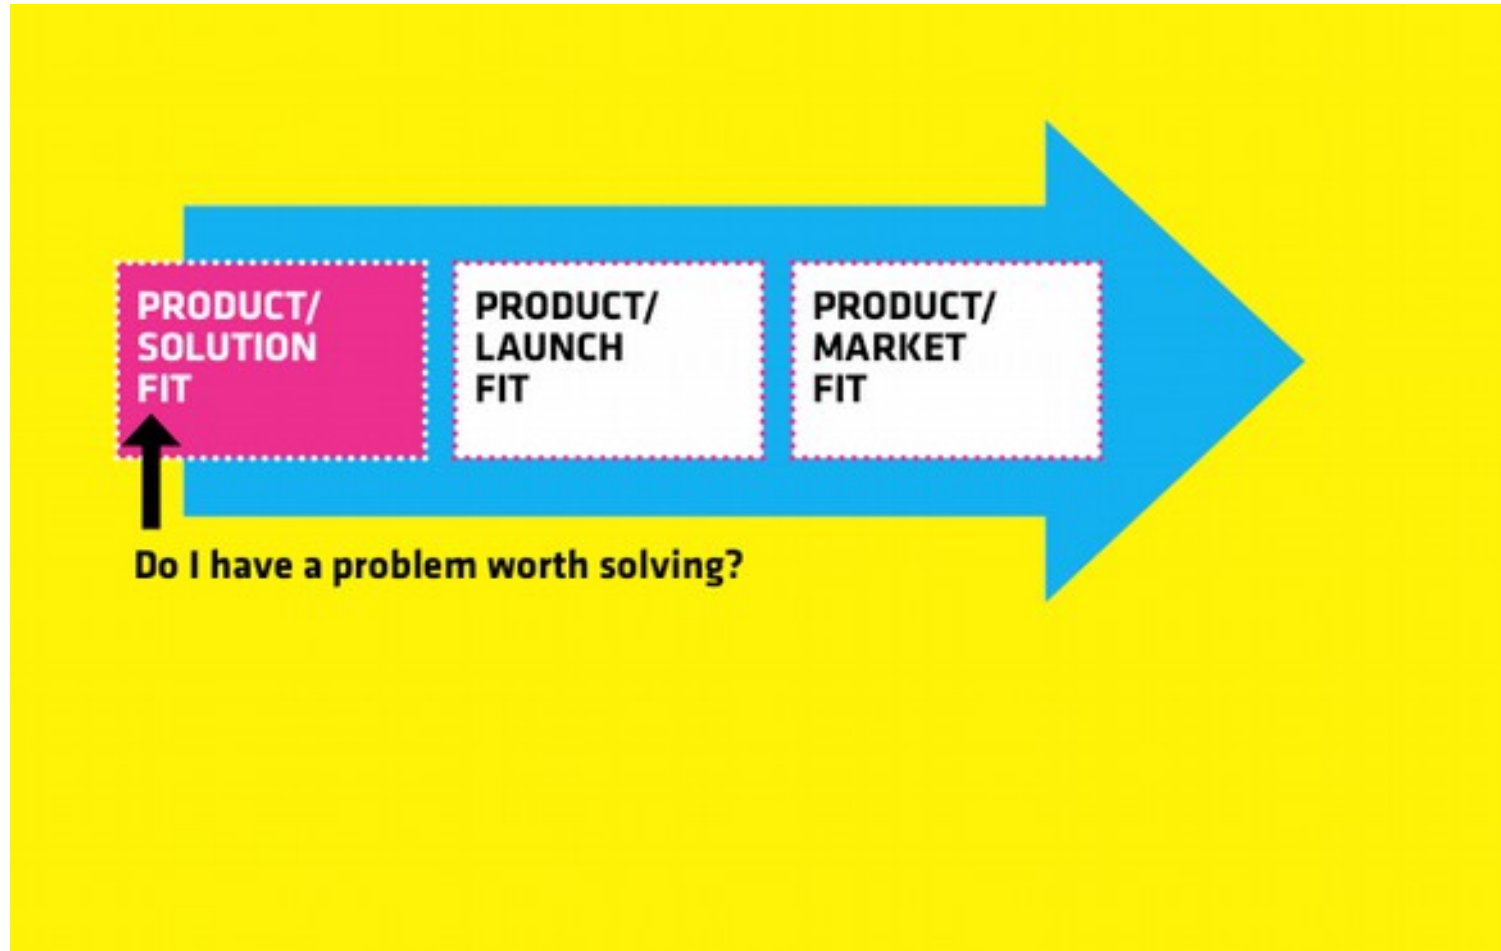 PRODUCT/
SOLUTION
FIT
PRODUCT/
LAUNCH
FIT
PRODUCT/
MARKET
FIT
Do I have a problem worth solving?